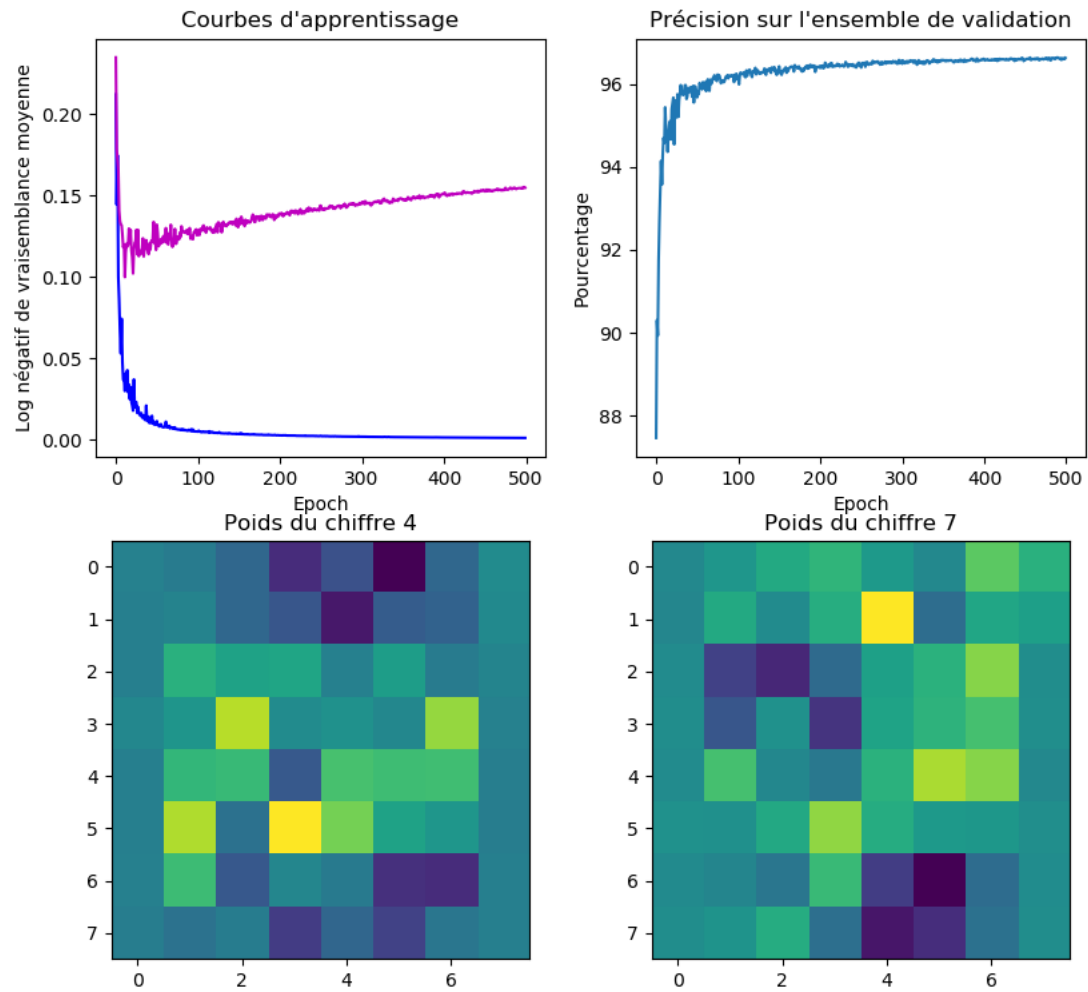 Courbes d'apprentissage
Log négatif de vraisemblance moyenne
0.20
0.15
0.10
0.05
0.00
0 100 200 300 400 500
Epoch
Précision sur l'ensemble de validation
Pourcentage
96
94
92
90
88
0 100 200 300 400 500
Epoch
Poids du chiffre 4
0
1
2
3
4
5
6
7
0 2 4 6
Poids du chiffre 7
0
1
2
3
4
5
6
7
0 2 4 6